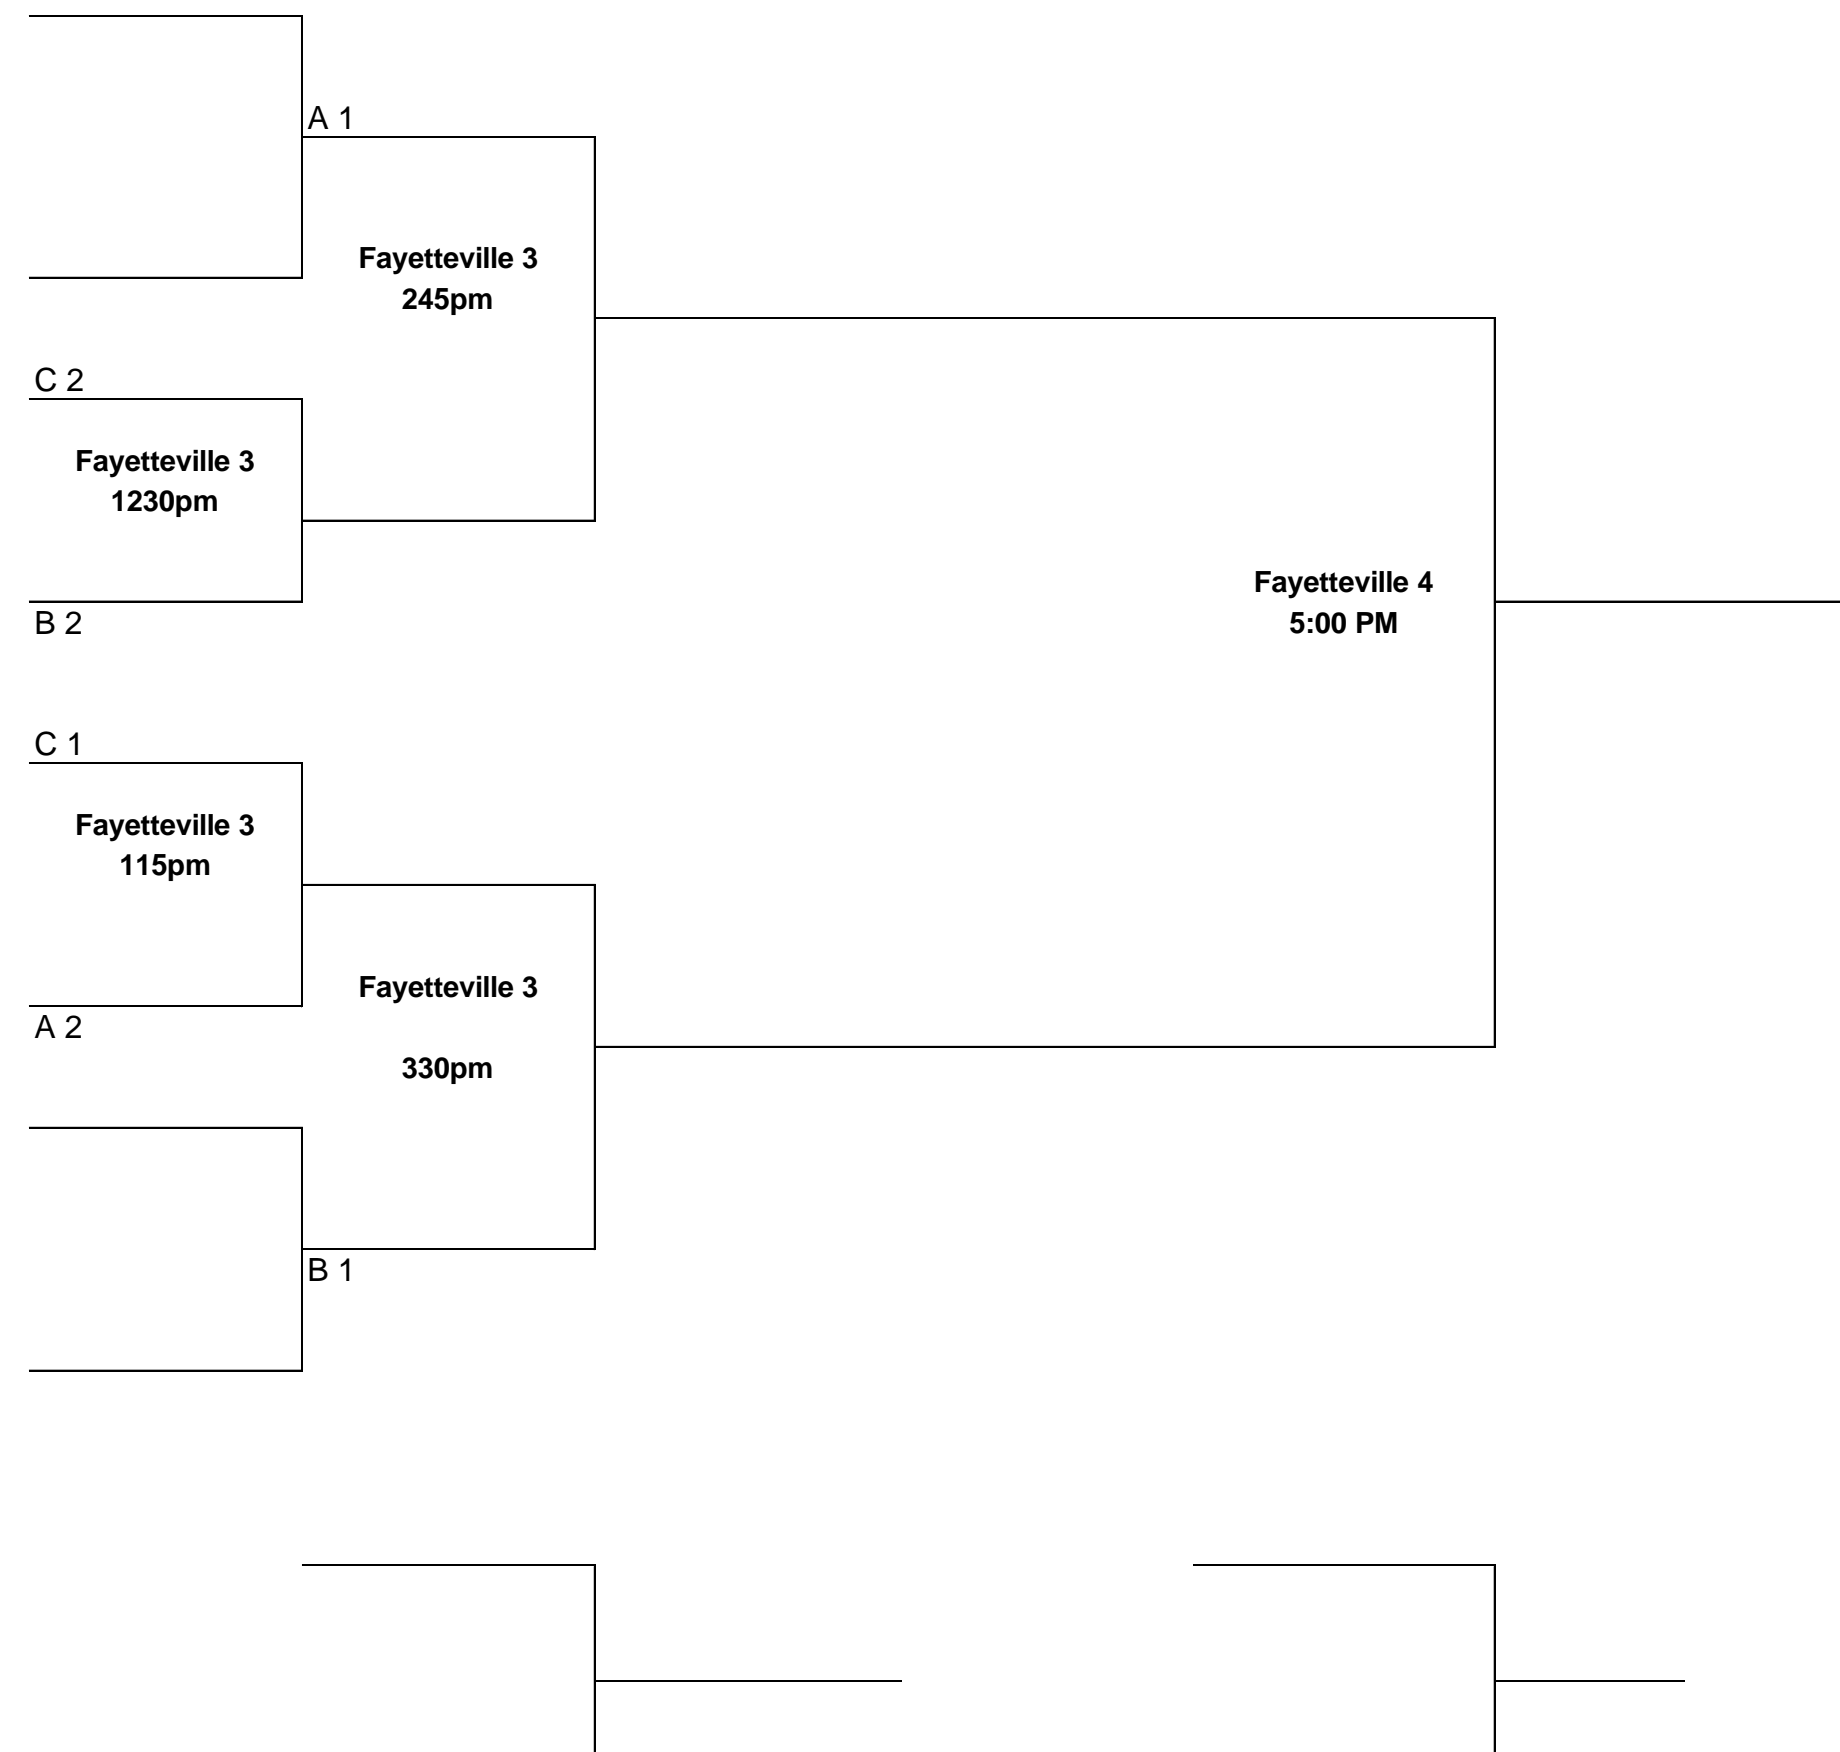 A 1
Fayetteville 3
245pm
C 2
Fayetteville 3
1230pm
B 2
Fayetteville 4
5:00 PM
C 1
Fayetteville 3
115pm
A 2
Fayetteville 3
330pm
B 1